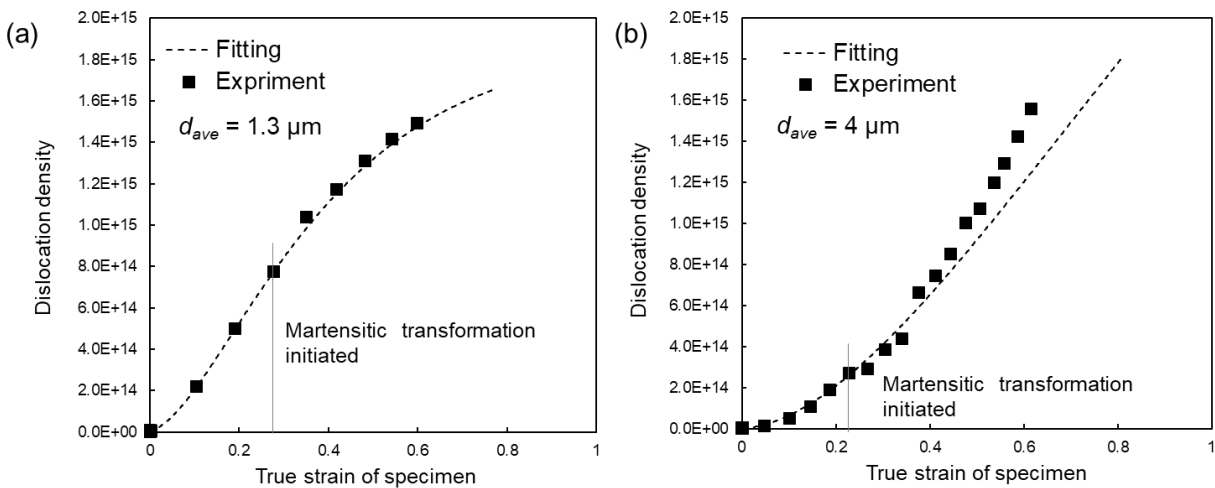 (a)
2.0E+15
1.8E+15
1.6E+15
1.4E+15
1.2E+15
1.0E+15
8.0E+14
6.0E+14
4.0E+14
2.0E+14
0.0E+00
Dislocation density
Fitting
Expriment
d_ave = 1.3 μm
Martensitic transformation
initiated
0 0.2 0.4 0.6 0.8 1
True strain of specimen
(b)
2.0E+15
1.8E+15
1.6E+15
1.4E+15
1.2E+15
1.0E+15
8.0E+14
6.0E+14
4.0E+14
2.0E+14
0.0E+00
Dislocation density
Fitting
Experiment
d_ave = 4 μm
Martensitic transformation
initiated
0 0.2 0.4 0.6 0.8 1
True strain of specimen